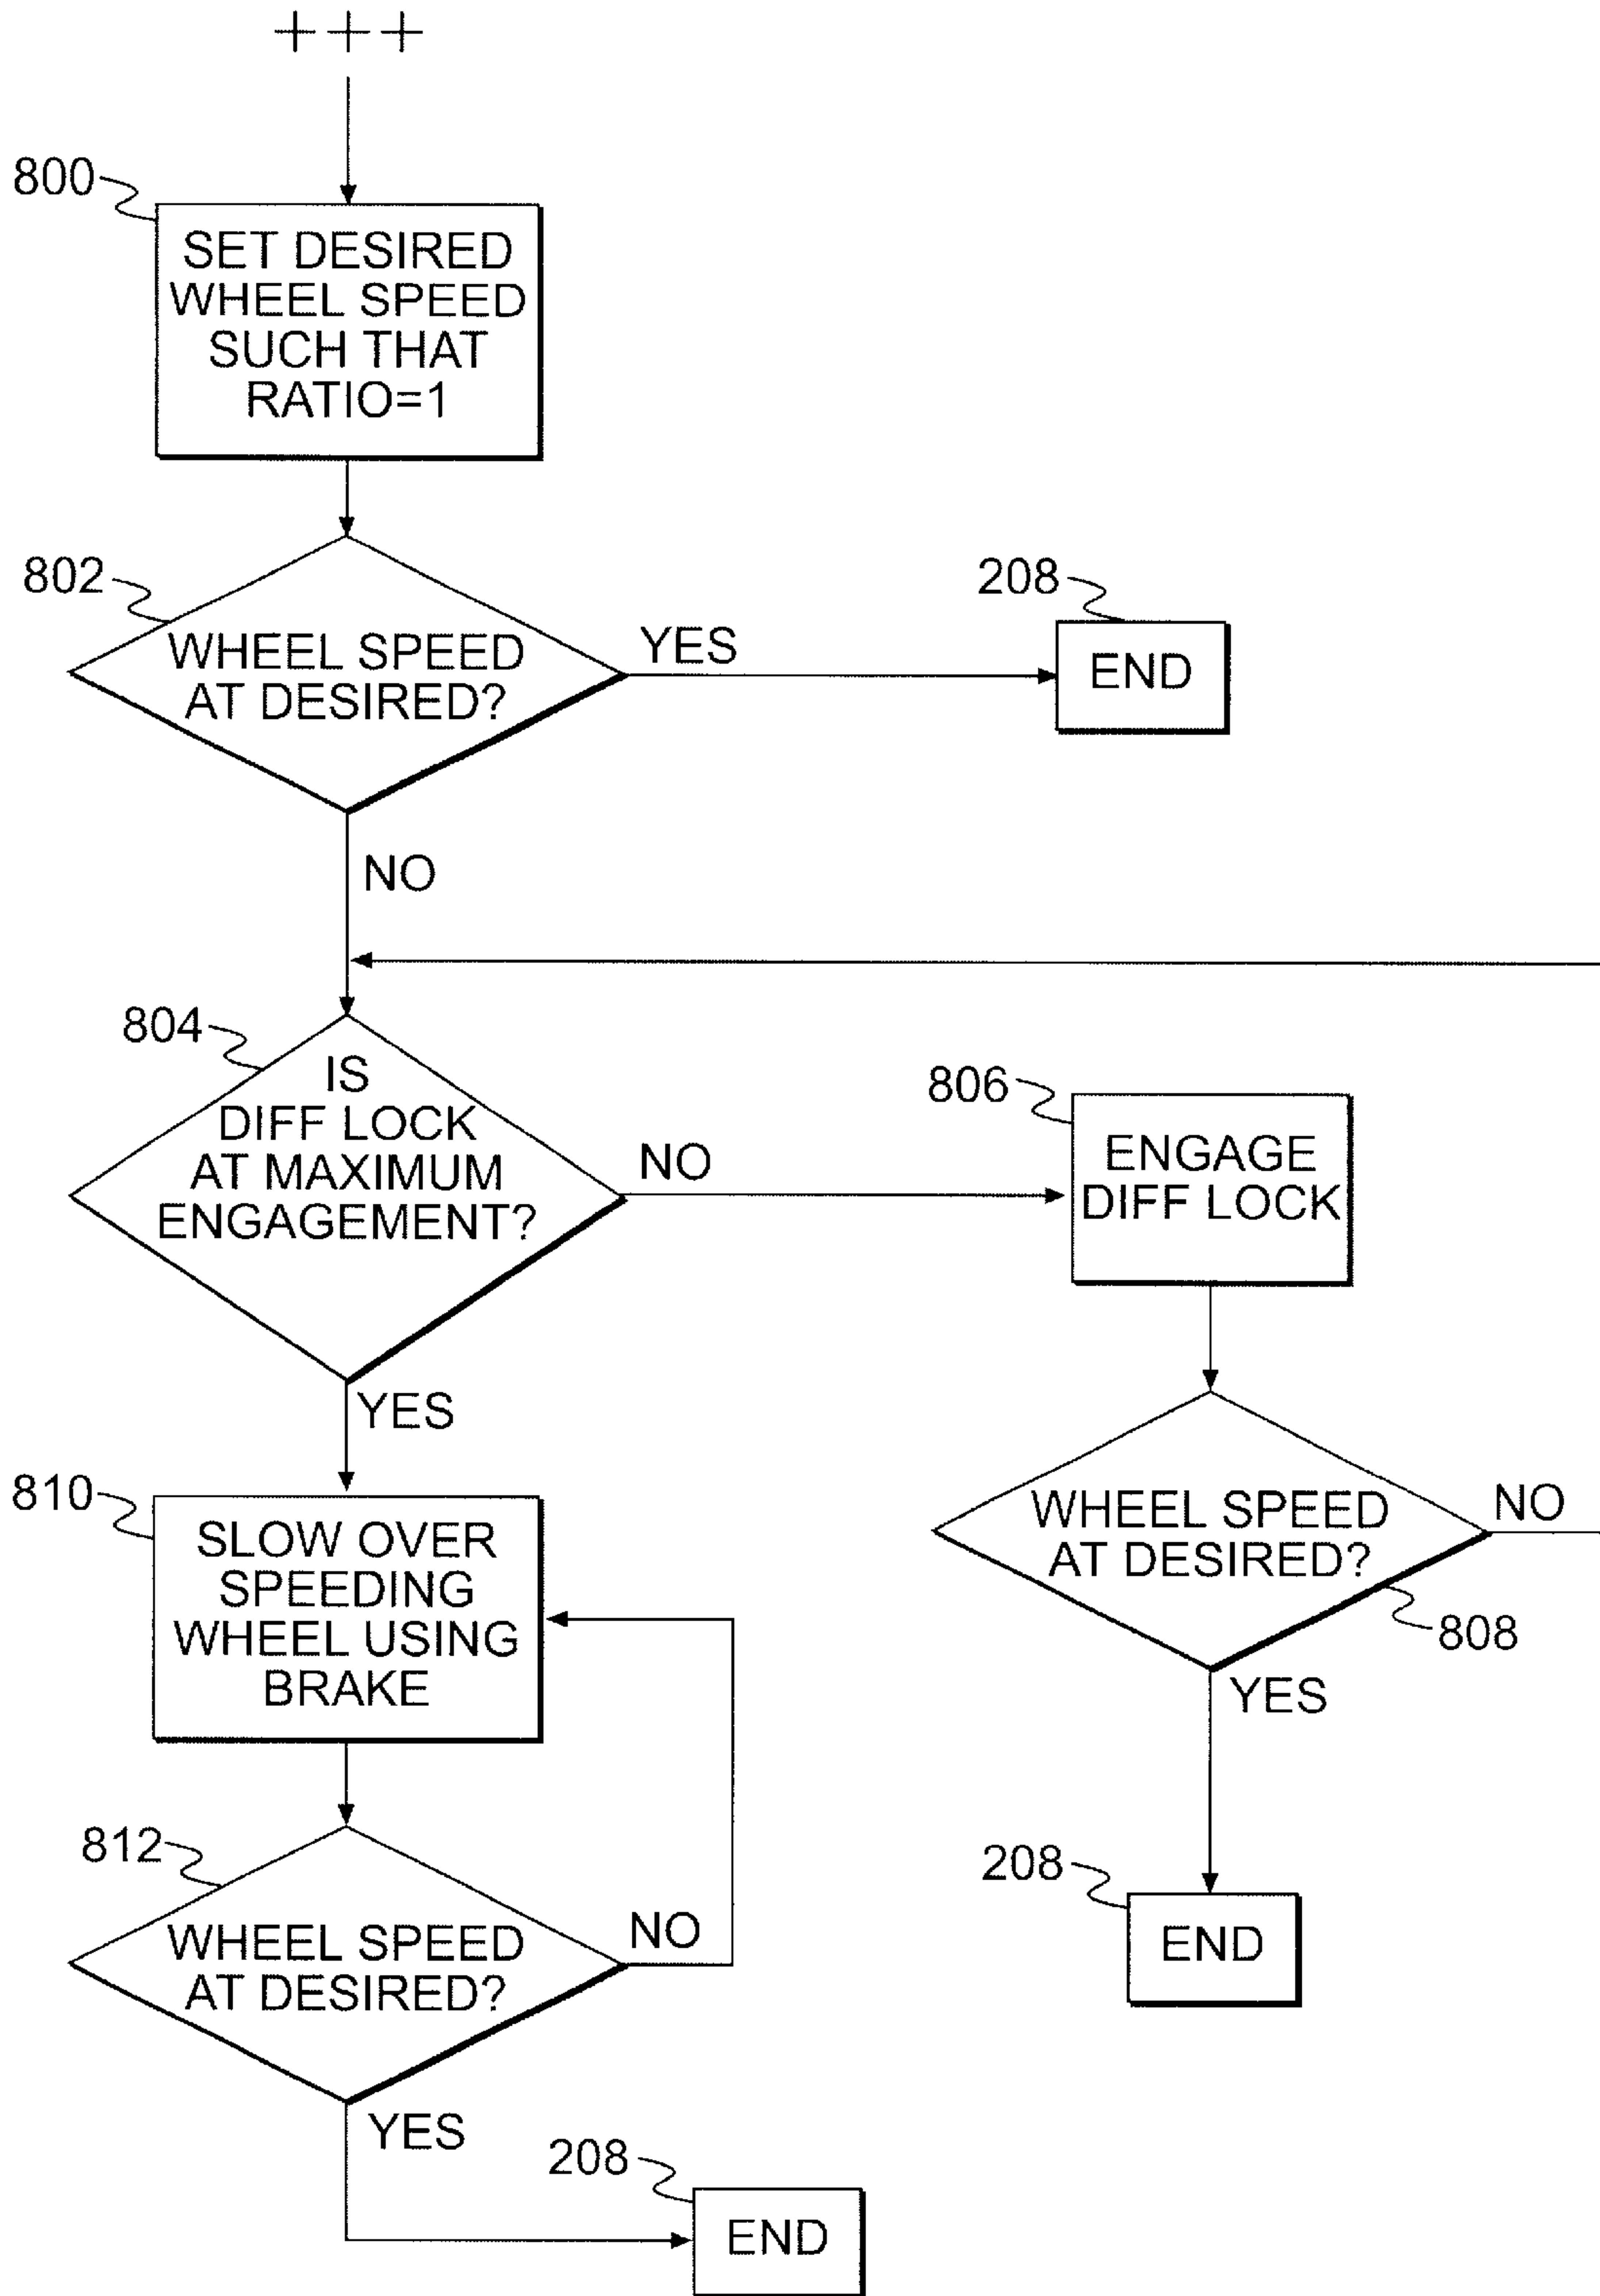 + + +
800
SET DESIRED
WHEEL SPEED
SUCH THAT
RATIO=1
802
WHEEL SPEED
AT DESIRED?
YES
208
END
NO
804
IS
DIFF LOCK
AT MAXIMUM
ENGAGEMENT?
NO
806
ENGAGE
DIFF LOCK
YES
810
SLOW OVER
SPEEDING
WHEEL USING
BRAKE
WHEEL SPEED
AT DESIRED?
NO
808
YES
812
WHEEL SPEED
AT DESIRED?
NO
208
END
YES
208
END